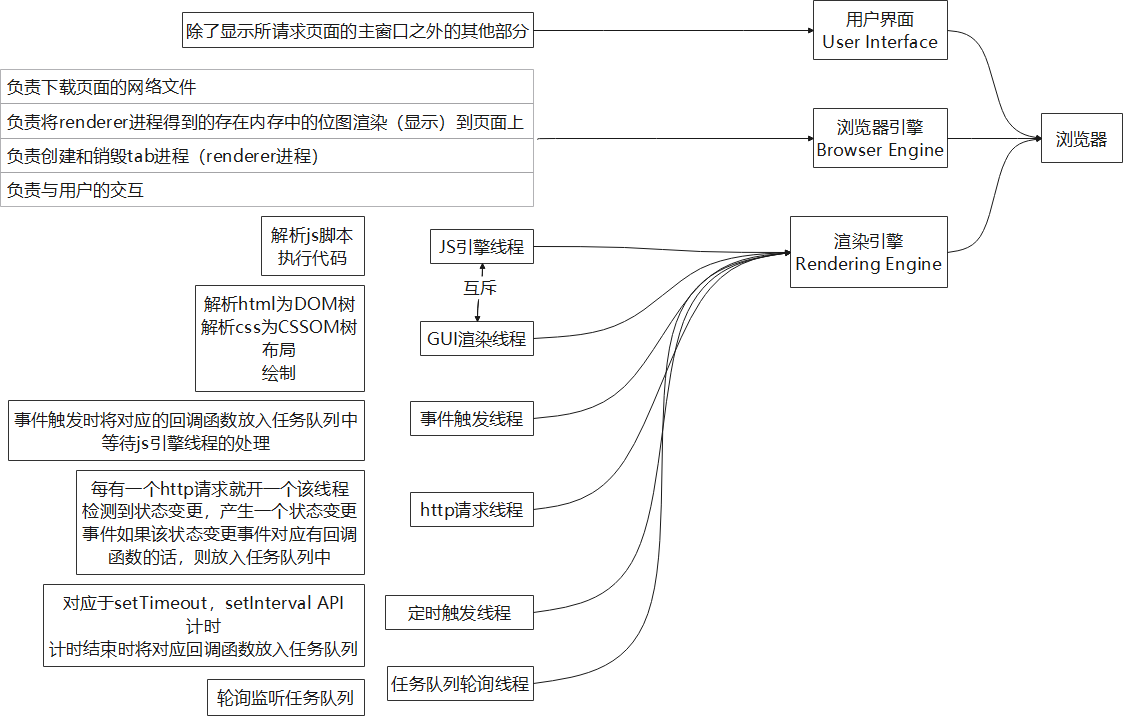 除了显示所请求页面的主窗口之外的其他部分
用户界面
User Interface
负责下载页面的网络文件
负责将renderer进程得到的存在内存中的位图渲染（显示）到页面上
负责创建和销毁tab进程（renderer进程）
负责与用户的交互
浏览器引擎
Browser Engine
浏览器
解析js脚本
执行代码
JS引擎线程
渲染引擎
Rendering Engine
互斥
解析html为DOM树
解析css为CSSOM树
布局
绘制
GUI渲染线程
事件触发时将对应的回调函数放入任务队列中
等待js引擎线程的处理
事件触发线程
每有一个http请求就开一个该线程
检测到状态变更，产生一个状态变更
事件如果该状态变更事件对应有回调
函数的话，则放入任务队列中
http请求线程
对应于setTimeout，setInterval API
计时
计时结束时将对应回调函数放入任务队列
定时触发线程
轮询监听任务队列
任务队列轮询线程